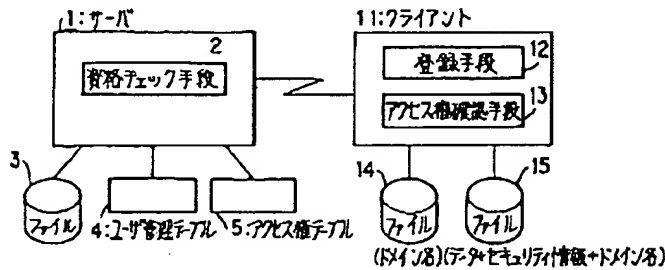 1:サーバ
2
資格チェック手段
3
ファイル
4:ユーザ管理テーブル
5:アクセス権テーブル
11:クライアント
登録手段
12
アクセス権確認手段
13
14
ファイル
(ドメイン名)
15
ファイル
(データ+セキュリティ情報+ドメイン名)